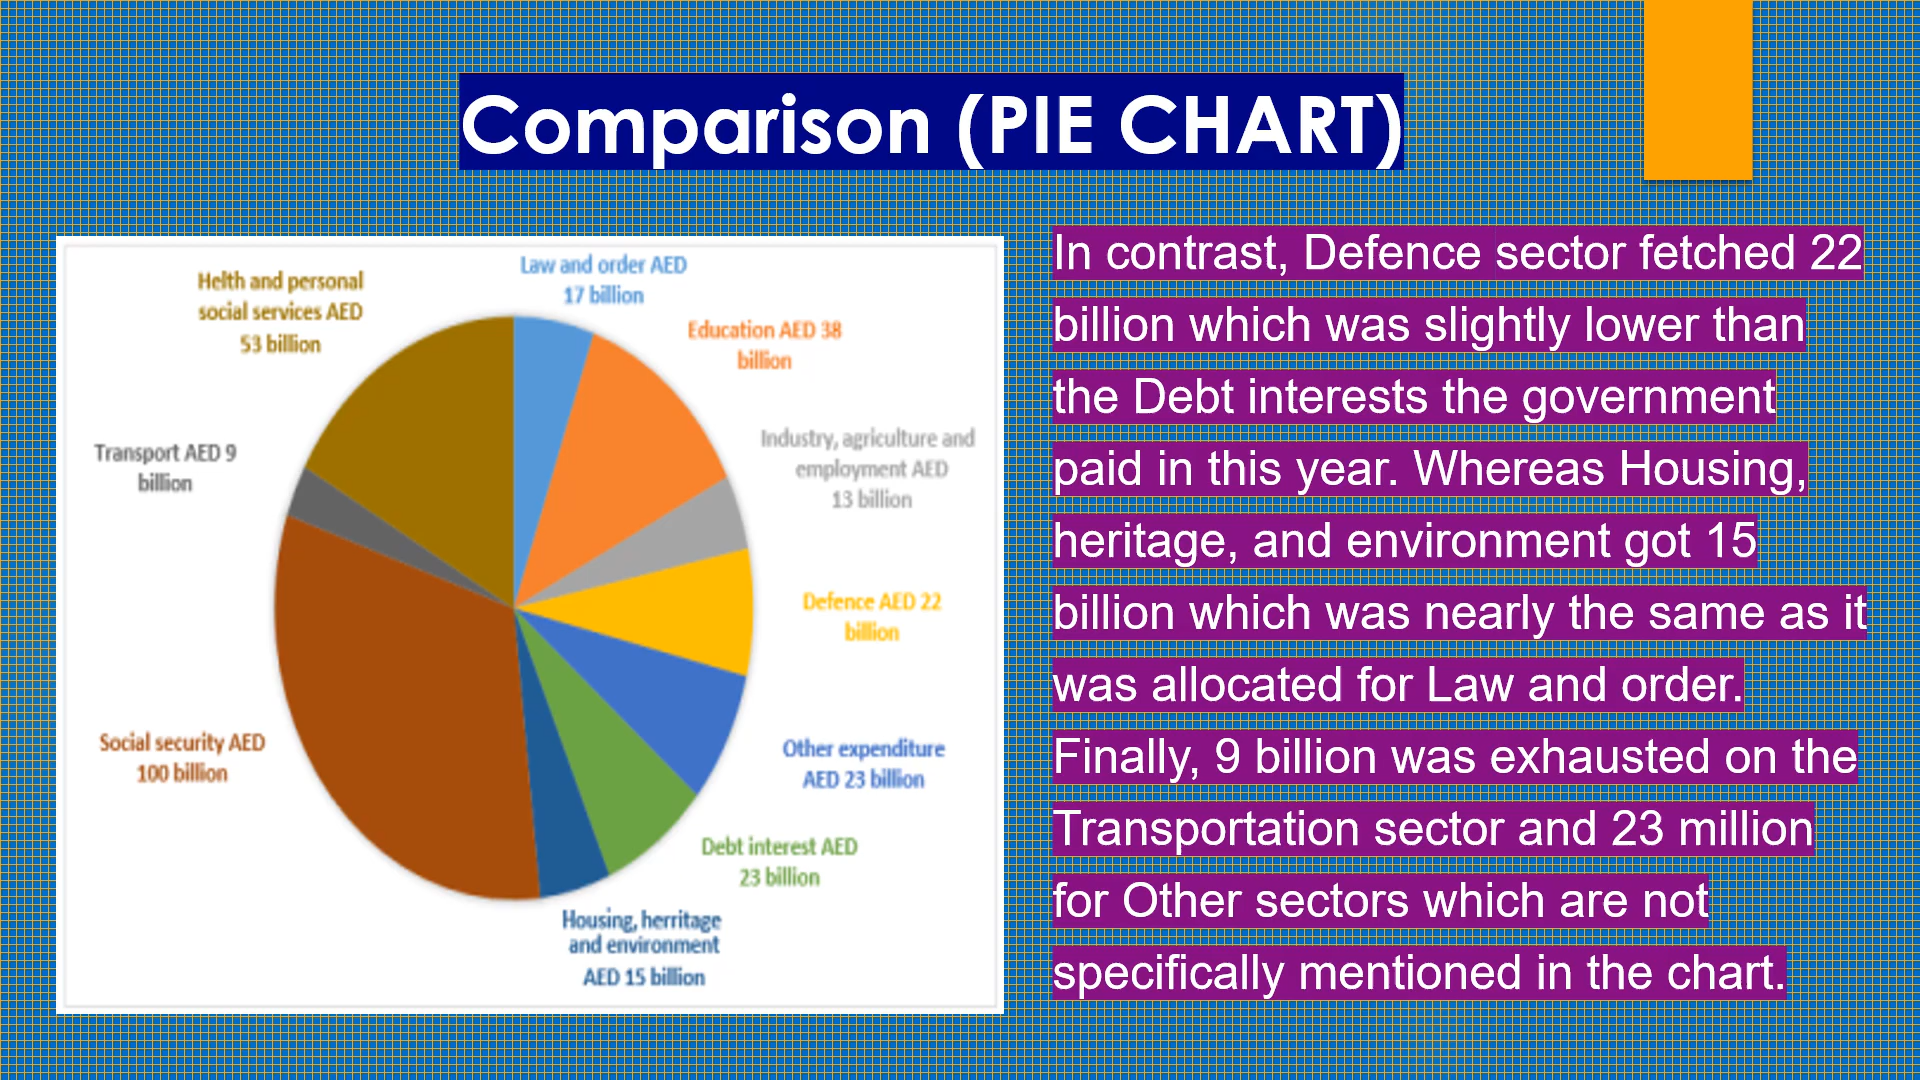 Comparison (PIE CHART)
Law and order AED
17 billion
Helth and personal
social services AED
53 billion
Education AED 38
billion
Industry, agriculture and
employment AED
13 billion
Transport AED 9
billion
Defence AED 22
billion
Social security AED
100 billion
Other expenditure
AED 23 billion
Debt interest AED
23 billion
Housing, herritage
and environment
AED 15 billion
In contrast, Defence sector fetched 22
billion which was slightly lower than
the Debt interests the government
paid in this year. Whereas Housing,
heritage, and environment got 15
billion which was nearly the same as it
was allocated for Law and order.
Finally, 9 billion was exhausted on the
Transportation sector and 23 million
for Other sectors which are not
specifically mentioned in the chart.